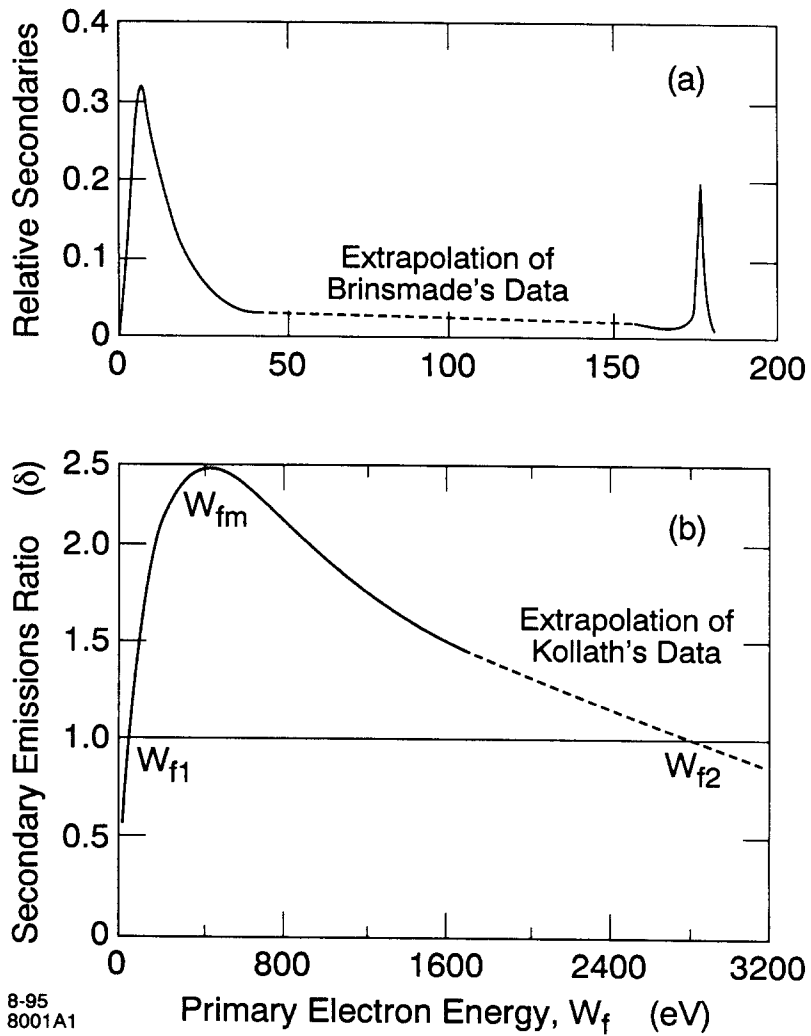 Relative Secondaries
0.4
0.3
0.2
0.1
0
(a)
Extrapolation of
Brinsmade's Data
0
50
100
150
200
Secondary Emissions Ratio (δ)
2.5
2.0
1.5
1.0
0.5
0
W_fm
(b)
Extrapolation of
Kollath's Data
W_f1
W_f2
0
800
1600
2400
3200
8-95
8001A1
Primary Electron Energy, W_f (eV)